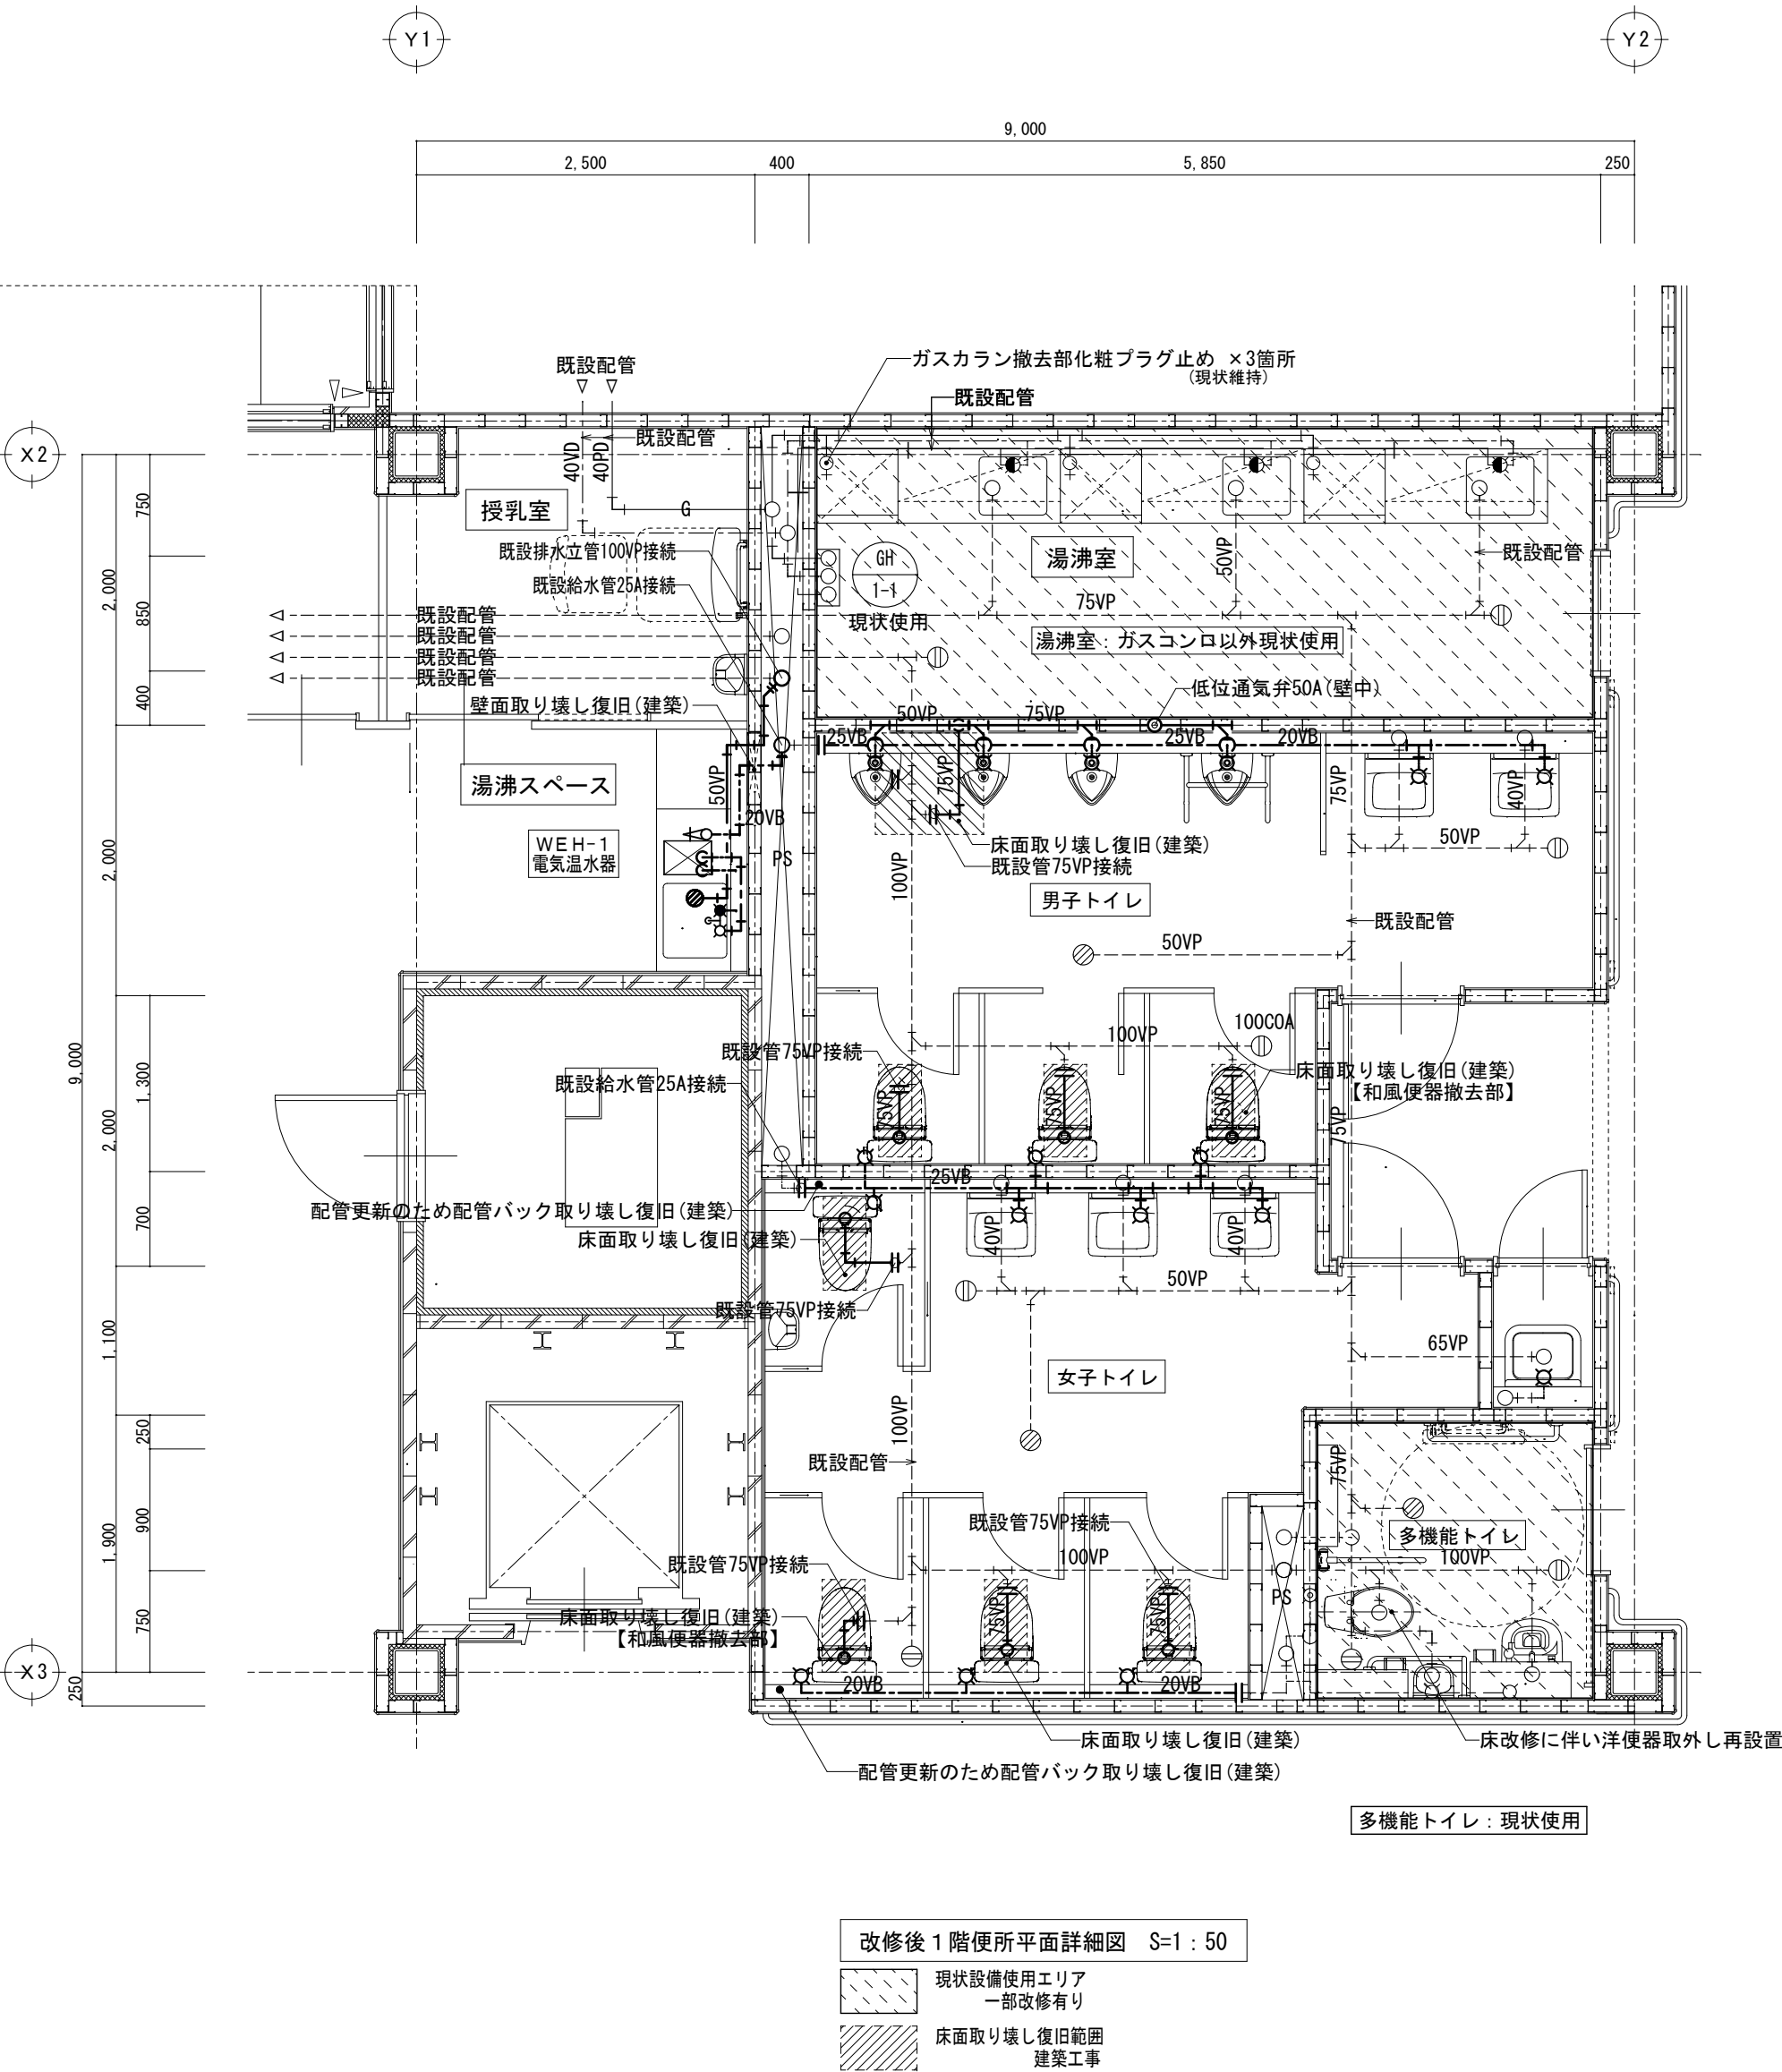 Y1
Y2
9,000
2,500
400
5,850
250
既設配管
ガスカラン撤去部化粧プラグ止め ×3箇所
(現状維持)
既設配管
X2
40VD
40PD
既設配管
授乳室
G
750
既設排水立管100VP接続
既設給水管25A接続
GH
1-1
現状使用
湯沸室
50VP
既設配管
75VP
湯沸室：ガスコンロ以外現状使用
2,000
850
既設配管
既設配管
既設配管
既設配管
400
低位通気弁50A(壁中)
壁面取り壊し復旧(建築)
50VP
75VP
25VB
25VB
20VB
湯沸スペース
50VP
20VB
75VP
75VP
40VP
WEH-1
電気温水器
PS
床面取り壊し復旧(建築)
既設管75VP接続
50VP
2,000
100VP
男子トイレ
既設配管
50VP
100VP
100COA
9,000
1,300
既設管75VP接続
既設給水管25A接続
床面取り壊し復旧(建築)
【和風便器撤去部】
75VP
75VP
75VP
75VP
2,000
25VB
700
配管更新のため配管バック取り壊し復旧(建築)
床面取り壊し復旧(建築)
40VP
40VP
50VP
既設管75VP接続
1,100
65VP
女子トイレ
250
100VP
既設配管
75VP
900
1,900
既設管75VP接続
多機能トイレ
100VP
100VP
既設管75VP接続
PS
750
床面取り壊し復旧(建築)
【和風便器撤去部】
75VP
75VP
X3
250
20VB
20VB
床面取り壊し復旧(建築)
床改修に伴い洋便器取外し再設置
配管更新のため配管バック取り壊し復旧(建築)
多機能トイレ：現状使用
改修後１階便所平面詳細図 S=1：50
現状設備使用エリア
一部改修有り
床面取り壊し復旧範囲
建築工事